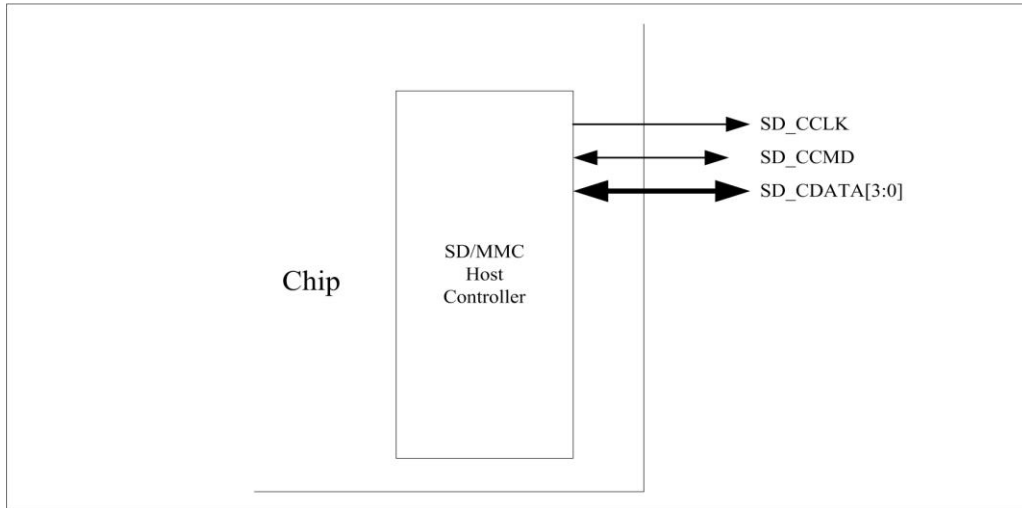 SD_CCLK
SD_CCMD
SD_CDATA[3:0]
SD/MMC
Host
Controller
Chip